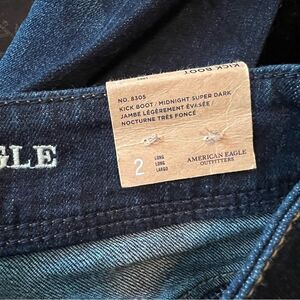 KICK BOOT
NO. 8305
KICK BOOT / MIDNIGHT SUPER DARK
JAMBE LÉGÈREMENT ÉVASÉE
NOCTURNE TRÈS FONCÉ
2
LONG
LONG
LARGO
AMERICAN EAGLE
OUTFITTERS
GLE